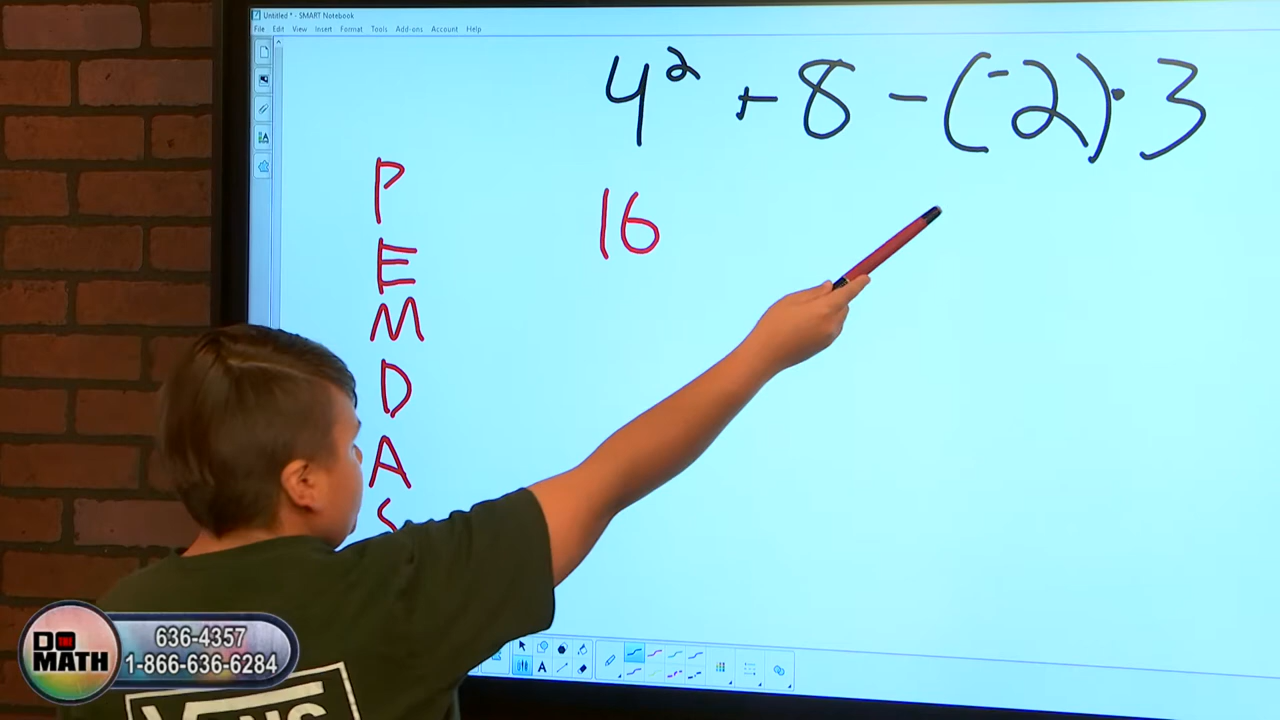 Untitled * - SMART Notebook
File Edit View Insert Format Tools Add-ons Account Help
4² + 8 - (-2) · 3
16
P
E
M
D
A
S
DO THE MATH
636-4357
1-866-636-6284
VANS